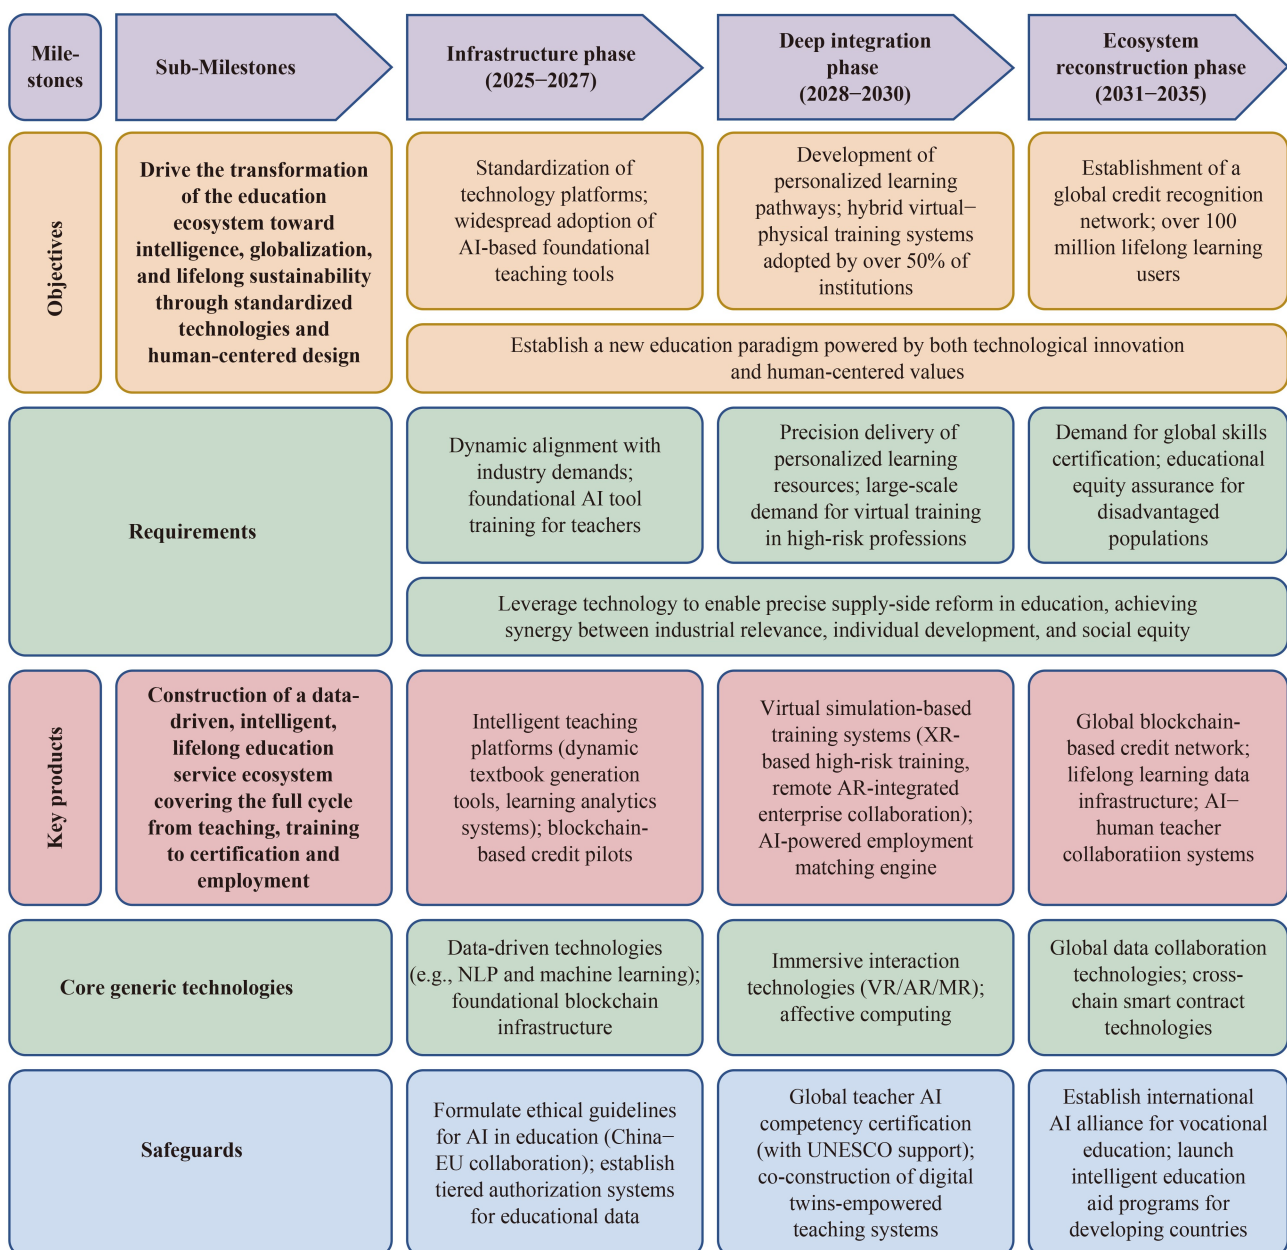 Mile-
stones
Sub-Milestones
Infrastructure phase
(2025−2027)
Deep integration
phase
(2028−2030)
Ecosystem
reconstruction phase
(2031−2035)
Objectives
Drive the transformation
of the education
ecosystem toward
intelligence, globalization,
and lifelong sustainability
through standardized
technologies and
human-centered design
Standardization of
technology platforms;
widespread adoption of
AI-based foundational
teaching tools
Development of
personalized learning
pathways; hybrid virtual−
physical training systems
adopted by over 50% of
institutions
Establishment of a
global credit recognition
network; over 100
million lifelong learning
users
Establish a new education paradigm powered by both technological innovation
and human-centered values
Requirements
Dynamic alignment with
industry demands;
foundational AI tool
training for teachers
Precision delivery of
personalized learning
resources; large-scale
demand for virtual training
in high-risk professions
Demand for global skills
certification; educational
equity assurance for
disadvantaged
populations
Leverage technology to enable precise supply-side reform in education, achieving
synergy between industrial relevance, individual development, and social equity
Key products
Construction of a data-
driven, intelligent,
lifelong education
service ecosystem
covering the full cycle
from teaching, training
to certification and
employment
Intelligent teaching
platforms (dynamic
textbook generation
tools, learning analytics
systems); blockchain-
based credit pilots
Virtual simulation-based
training systems (XR-
based high-risk training,
remote AR-integrated
enterprise collaboration);
AI-powered employment
matching engine
Global blockchain-
based credit network;
lifelong learning data
infrastructure; AI−
human teacher
collaboratiion systems
Core generic technologies
Data-driven technologies
(e.g., NLP and machine learning);
foundational blockchain
infrastructure
Immersive interaction
technologies (VR/AR/MR);
affective computing
Global data collaboration
technologies; cross-
chain smart contract
technologies
Safeguards
Formulate ethical guidelines
for AI in education (China−
EU collaboration); establish
tiered authorization systems
for educational data
Global teacher AI
competency certification
(with UNESCO support);
co-construction of digital
twins-empowered
teaching systems
Establish international
AI alliance for vocational
education; launch
intelligent education
aid programs for
developing countries